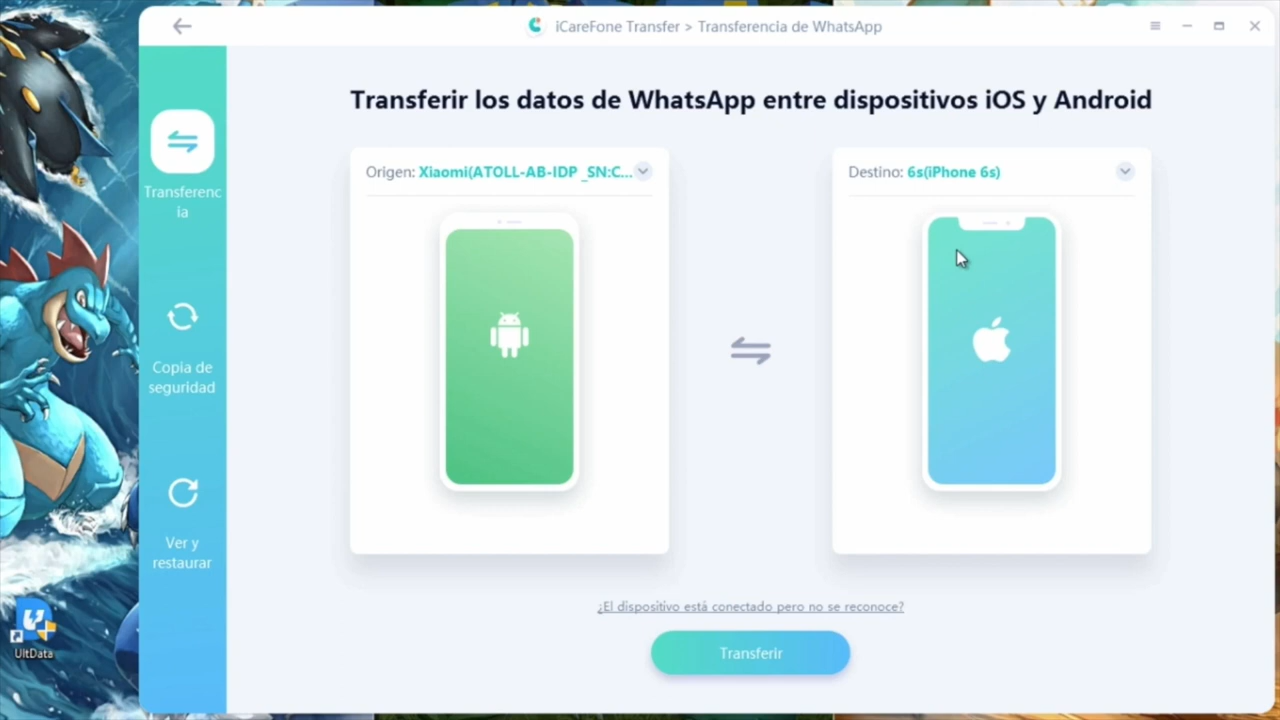 iCareFone Transfer > Transferencia de WhatsApp
Transferir los datos de WhatsApp entre dispositivos iOS y Android
Origen: Xiaomi(ATOLL-AB-IDP _SN:C...
Destino: 6s(iPhone 6s)
Transferenc
ia
Copia de
seguridad
Ver y
restaurar
¿El dispositivo está conectado pero no se reconoce?
Transferir
UltData